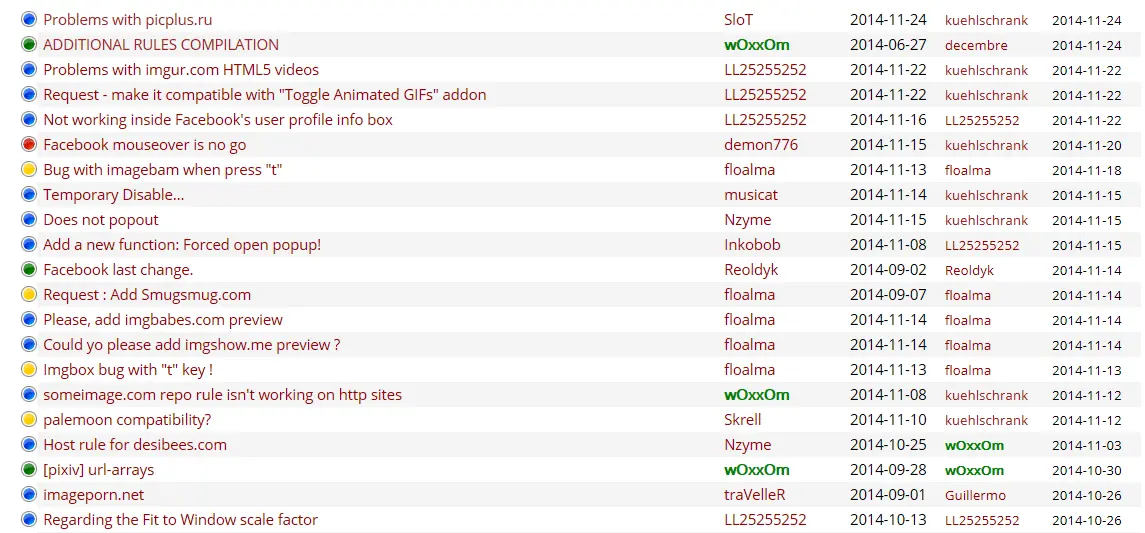 Problems with picplus.ru SloT 2014-11-24 kuehlschrank 2014-11-24
ADDITIONAL RULES COMPILATION wOxxOm 2014-06-27 decembre 2014-11-24
Problems with imgur.com HTML5 videos LL25255252 2014-11-22 kuehlschrank 2014-11-22
Request - make it compatible with "Toggle Animated GIFs" addon LL25255252 2014-11-22 kuehlschrank 2014-11-22
Not working inside Facebook's user profile info box LL25255252 2014-11-16 LL25255252 2014-11-22
Facebook mouseover is no go demon776 2014-11-15 kuehlschrank 2014-11-20
Bug with imagebam when press "t" floalma 2014-11-13 floalma 2014-11-18
Temporary Disable... musicat 2014-11-14 kuehlschrank 2014-11-15
Does not popout Nzyme 2014-11-15 kuehlschrank 2014-11-15
Add a new function: Forced open popup! Inkobob 2014-11-08 LL25255252 2014-11-15
Facebook last change. Reoldyk 2014-09-02 Reoldyk 2014-11-14
Request : Add Smugsmug.com floalma 2014-09-07 floalma 2014-11-14
Please, add imgbabes.com preview floalma 2014-11-14 floalma 2014-11-14
Could yo please add imgshow.me preview ? floalma 2014-11-14 floalma 2014-11-14
Imgbox bug with "t" key ! floalma 2014-11-13 floalma 2014-11-13
someimage.com repo rule isn't working on http sites wOxxOm 2014-11-08 kuehlschrank 2014-11-12
palemoon compatibility? Skrell 2014-11-10 kuehlschrank 2014-11-12
Host rule for desibees.com Nzyme 2014-10-25 wOxxOm 2014-11-03
[pixiv] url-arrays wOxxOm 2014-09-28 wOxxOm 2014-10-30
imageporn.net traVelleR 2014-09-01 Guillermo 2014-10-26
Regarding the Fit to Window scale factor LL25255252 2014-10-13 LL25255252 2014-10-26